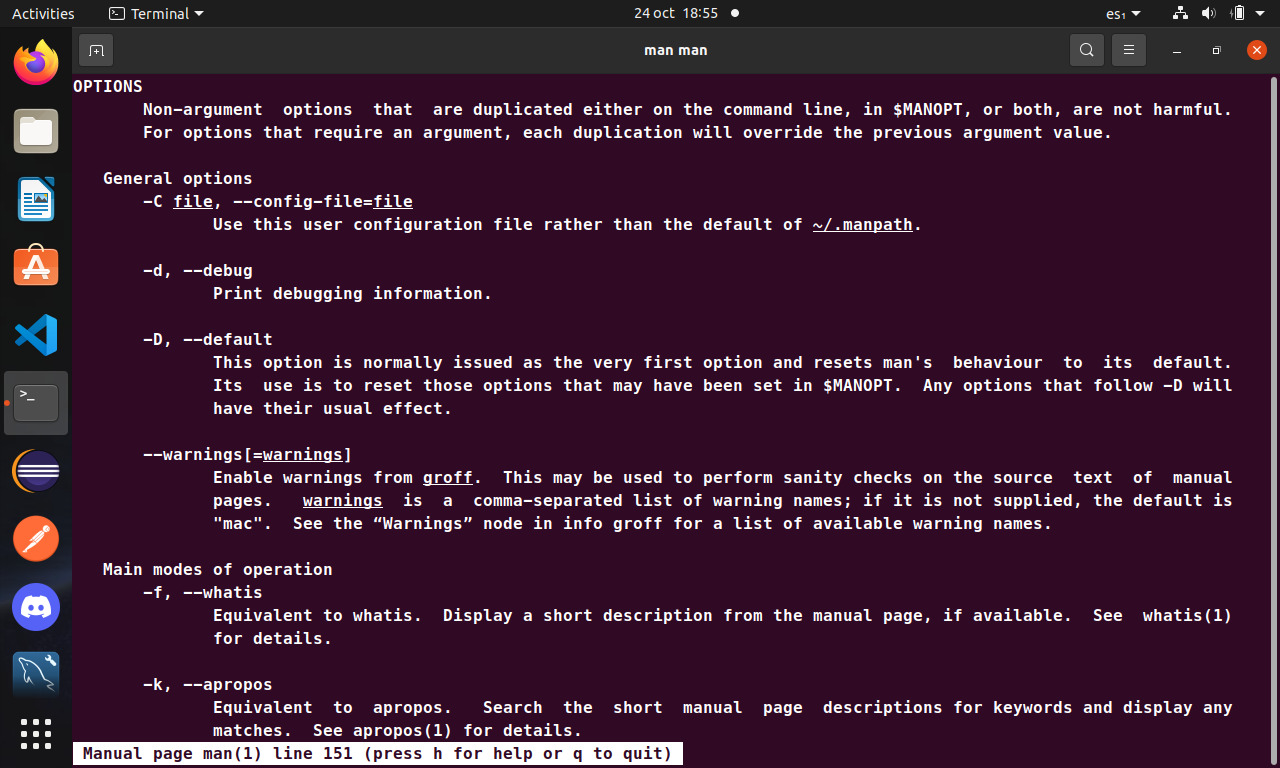 Activities
Terminal
24 oct 18:55
es₁
man man
OPTIONS
Non-argument options that are duplicated either on the command line, in $MANOPT, or both, are not harmful.
For options that require an argument, each duplication will override the previous argument value.
General options
-C file, --config-file=file
Use this user configuration file rather than the default of ~/.manpath.
-d, --debug
Print debugging information.
-D, --default
This option is normally issued as the very first option and resets man's behaviour to its default.
Its use is to reset those options that may have been set in $MANOPT. Any options that follow -D will
have their usual effect.
--warnings[=warnings]
Enable warnings from groff. This may be used to perform sanity checks on the source text of manual
pages. warnings is a comma-separated list of warning names; if it is not supplied, the default is
"mac". See the “Warnings” node in info groff for a list of available warning names.
Main modes of operation
-f, --whatis
Equivalent to whatis. Display a short description from the manual page, if available. See whatis(1)
for details.
-k, --apropos
Equivalent to apropos. Search the short manual page descriptions for keywords and display any
matches. See apropos(1) for details.
Manual page man(1) line 151 (press h for help or q to quit)